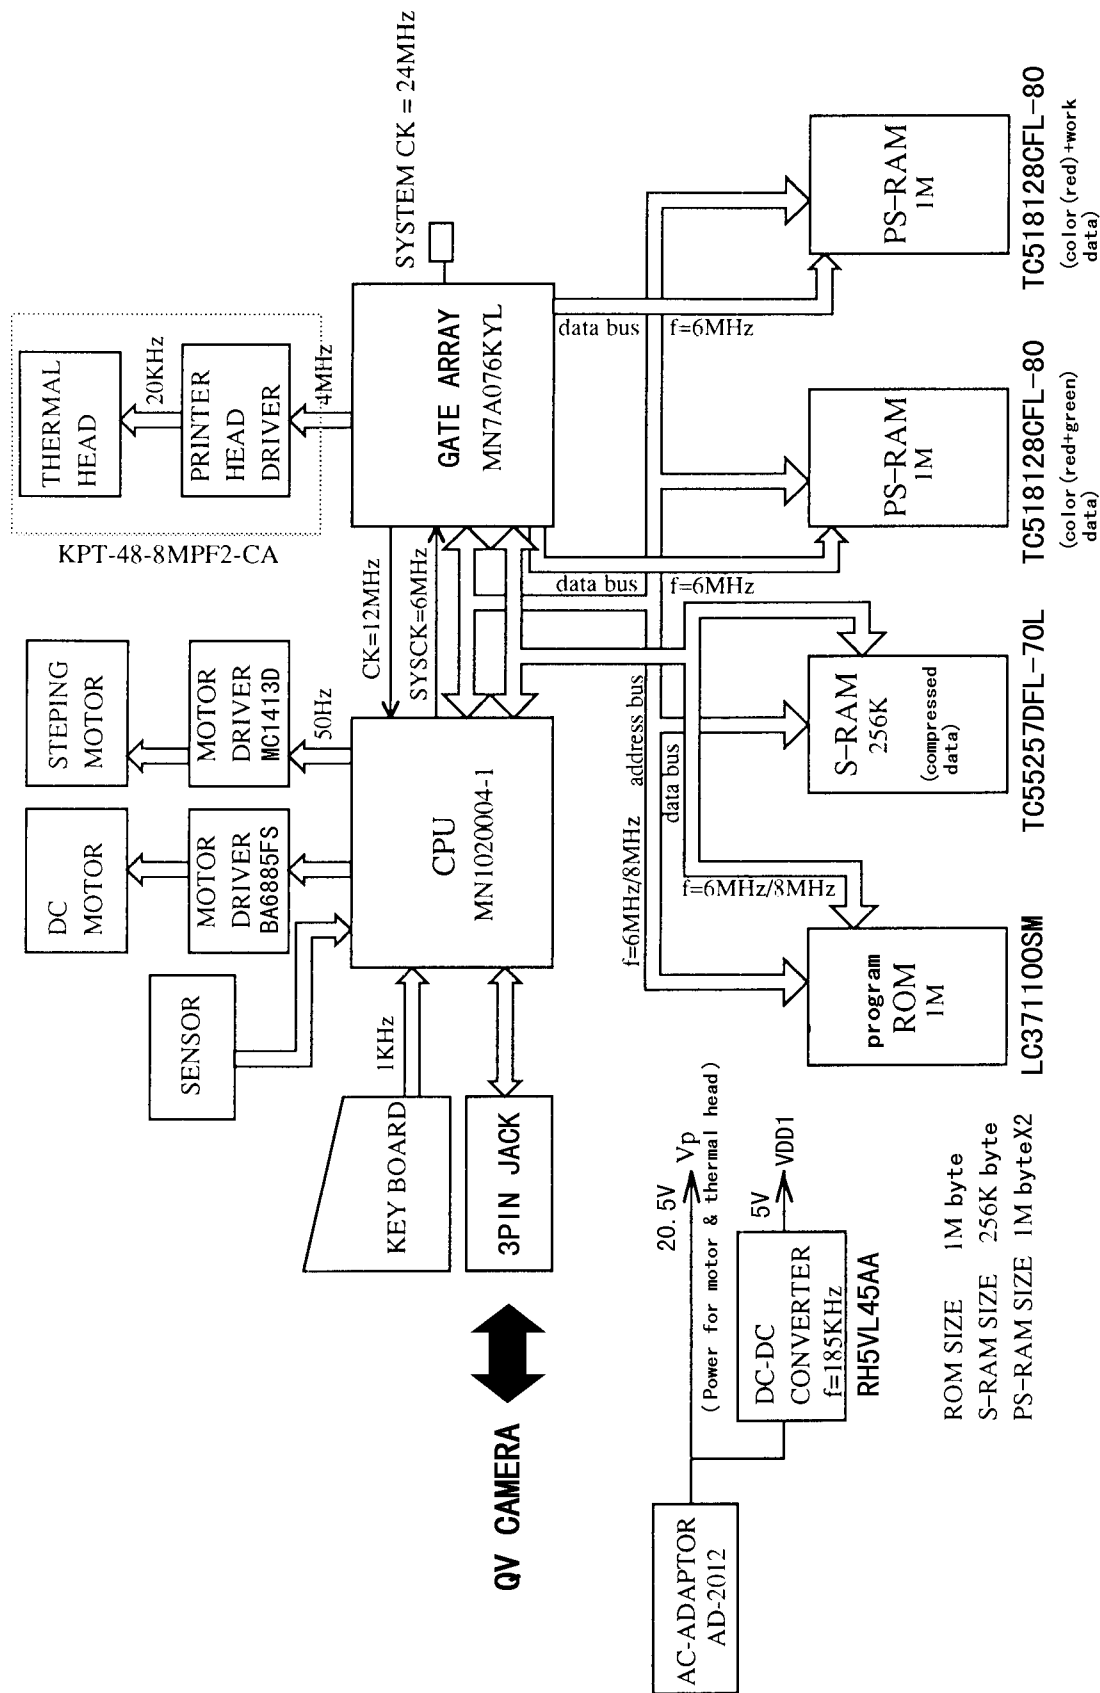 THERMAL
HEAD
20KHz
PRINTER
HEAD
DRIVER
4MHz
KPT-48-8MPF2-CA
STEPING
MOTOR
MOTOR
DRIVER
MC1413D
50Hz
DC
MOTOR
MOTOR
DRIVER
BA6885FS
SENSOR
SYSTEM CK = 24MHz
GATE ARRAY
MN7A076KYL
CK=12MHz
SYSCK=6MHz
CPU
MN1020004-1
1KHz
KEY BOARD
3PIN JACK
QV CAMERA
data bus
f=6MHz
data bus
f=6MHz
address bus
f=6MHz/8MHz
data bus
f=6MHz/8MHz
PS-RAM
1M
TC518128CFL-80
(color(red)+work
data)
PS-RAM
1M
TC518128CFL-80
(color(red+green)
data)
S-RAM
256K
(compressed
data)
TC55257DFL-70L
program
ROM
1M
LC371100SM
AC-ADAPTOR
AD-2012
20.5V
Vp
(Power for motor & thermal head)
5V
VDD1
DC-DC
CONVERTER
f=185KHz
RH5VL45AA
ROM SIZE 1M byte
S-RAM SIZE 256K byte
PS-RAM SIZE 1M byteX2